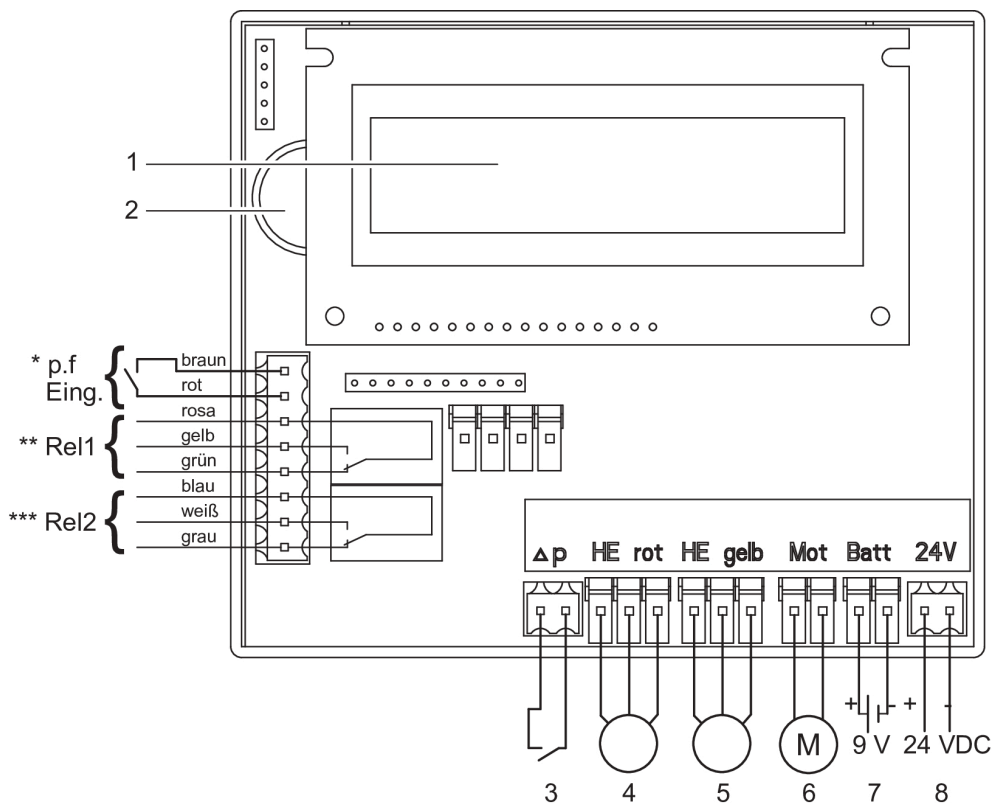 1
2
* p.f
Eing.
braun
rot
** Rel1
rosa
gelb
grün
*** Rel2
blau
weiß
grau
Δp HE rot HE gelb Mot Batt 24V
M
+ -
9 V
+ -
24 VDC
3 4 5 6 7 8